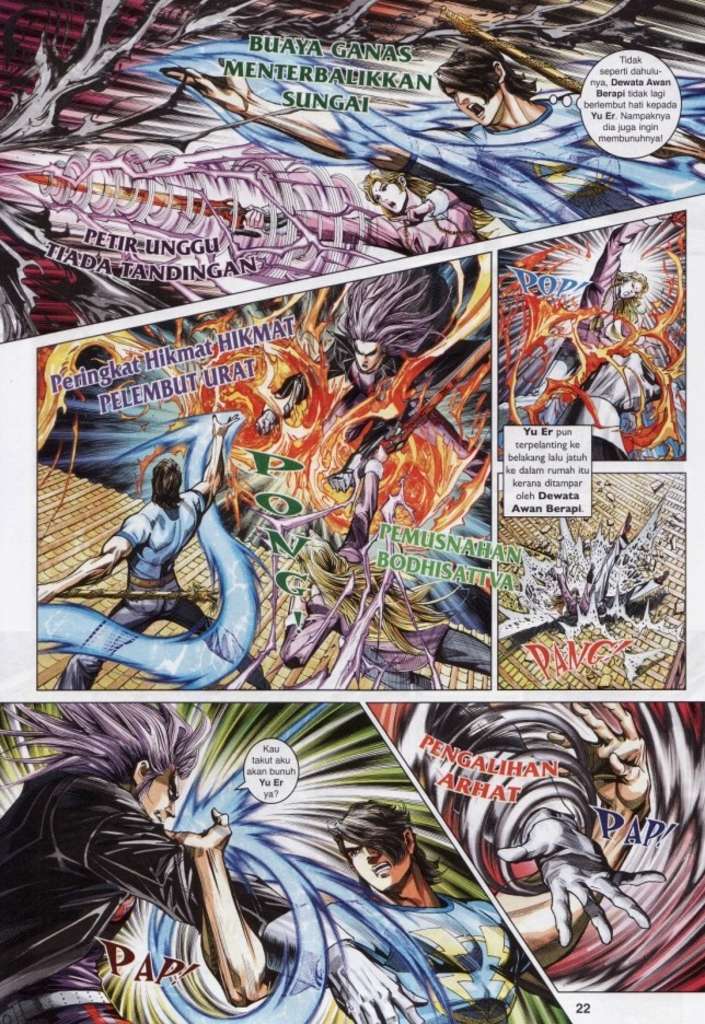 BUAYA GANAS
MENTERBALIKKAN
SUNGAI
Tidak
seperti dahulu-
nya, Dewata Awan
Berapi tidak lagi
berlembut hati kepada
Yu Er. Nampaknya
dia juga ingin
membunuhnya!
PETIR UNGGU
TIADA TANDINGAN
Peringkat Hikmat HIKMAT
PELEMBUT URAT
PONG!
PEMUSNAHAN
BODHISATTVA
POP!
Yu Er pun
terpelanting ke
belakang lalu jatuh
ke dalam rumah itu
kerana ditampar
oleh Dewata
Awan Berapi.
PANG!
Kau
takut aku
akan bunuh
Yu Er
ya?
PAP!
PENGALIHAN
ARHAT
PAP!
22